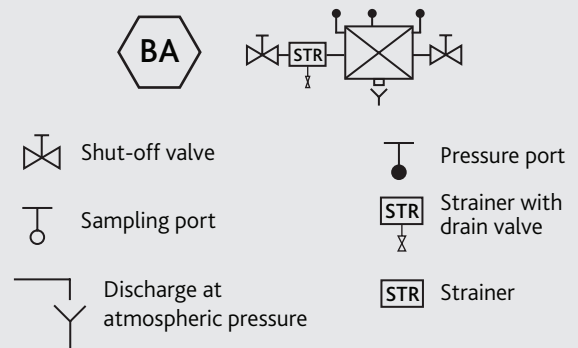 BA
STR
Shut-off valve
Pressure port
Sampling port
STR
Strainer with
drain valve
Discharge at
atmospheric pressure
STR
Strainer